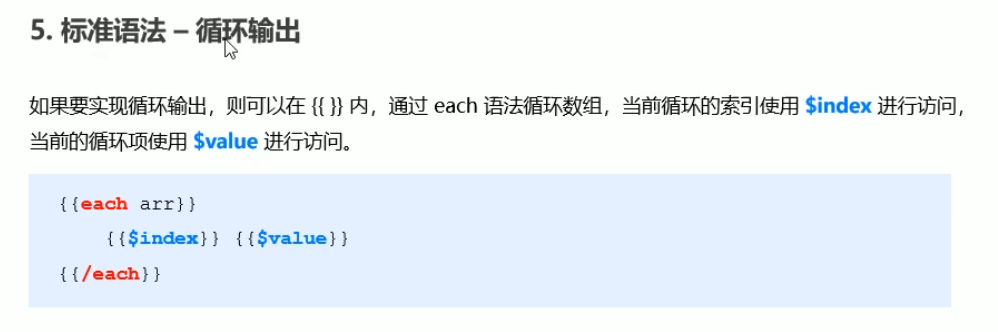 5. 标准语法 – 循环输出
如果要实现循环输出，则可以在 {{ }} 内，通过 each 语法循环数组，当前循环的索引使用 $index 进行访问，
当前的循环项使用 $value 进行访问。
{{each arr}}
{{$index}} {{$value}}
{{/each}}